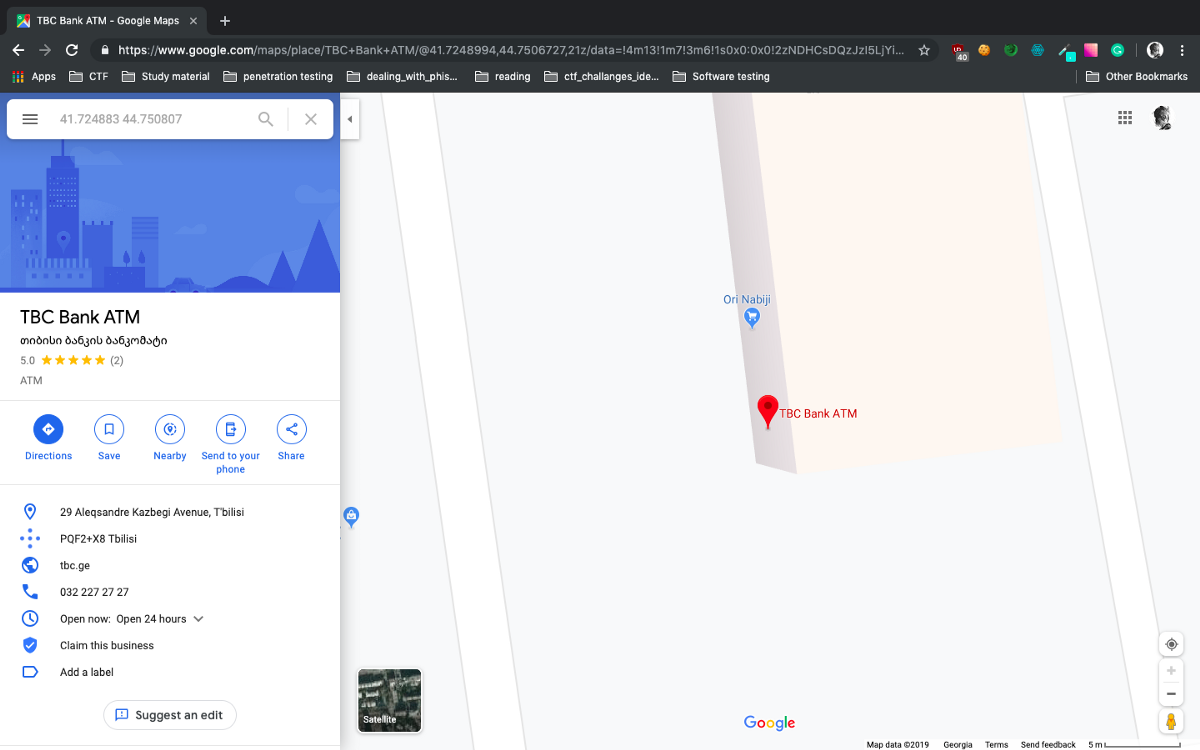 TBC Bank ATM - Google Maps
https://www.google.com/maps/place/TBC+Bank+ATM/@41.7248994,44.7506727,21z/data=!4m13!1m7!3m6!1s0x0:0x0!2zNDHCsDQzJzI5LjYi...
40
Apps
CTF
Study material
penetration testing
dealing_with_phis...
reading
ctf_challanges_ide...
Software testing
Other Bookmarks
41.724883 44.750807
TBC Bank ATM
თიბისი ბანკის ბანკომატი
5.0 (2)
ATM
Directions
Save
Nearby
Send to your
phone
Share
29 Aleqsandre Kazbegi Avenue, T'bilisi
PQF2+X8 Tbilisi
tbc.ge
032 227 27 27
Open now: Open 24 hours
Claim this business
Add a label
Suggest an edit
Ori Nabiji
TBC Bank ATM
Satellite
Google
Map data ©2019 Georgia Terms Send feedback 5 m